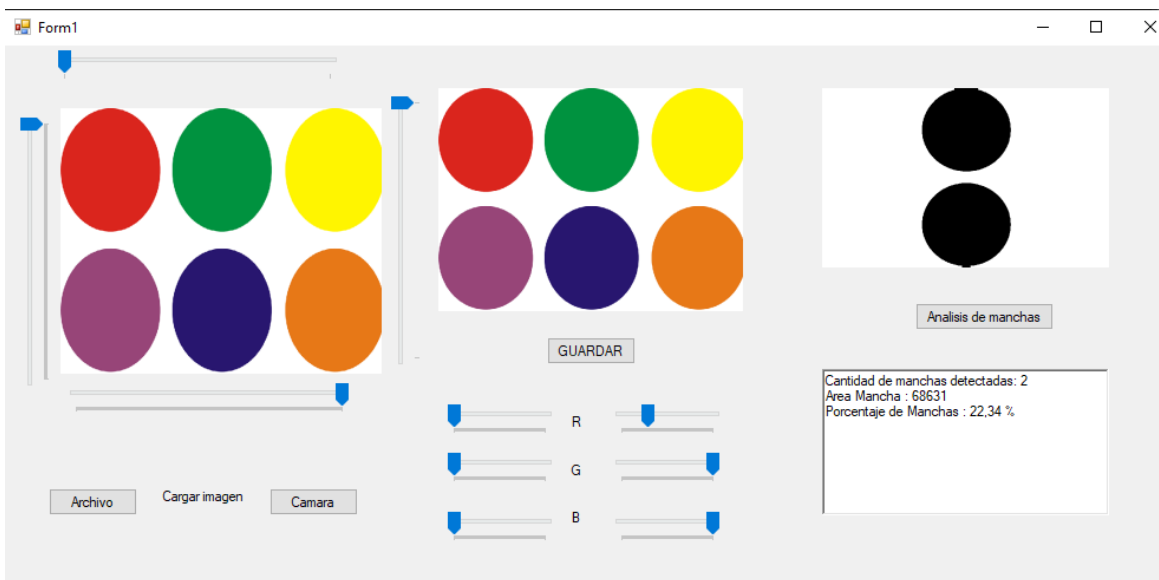 Form1
GUARDAR
R
G
B
Archivo
Cargar imagen
Camara
Analisis de manchas
Cantidad de manchas detectadas: 2
Area Mancha : 68631
Porcentaje de Manchas : 22,34 %